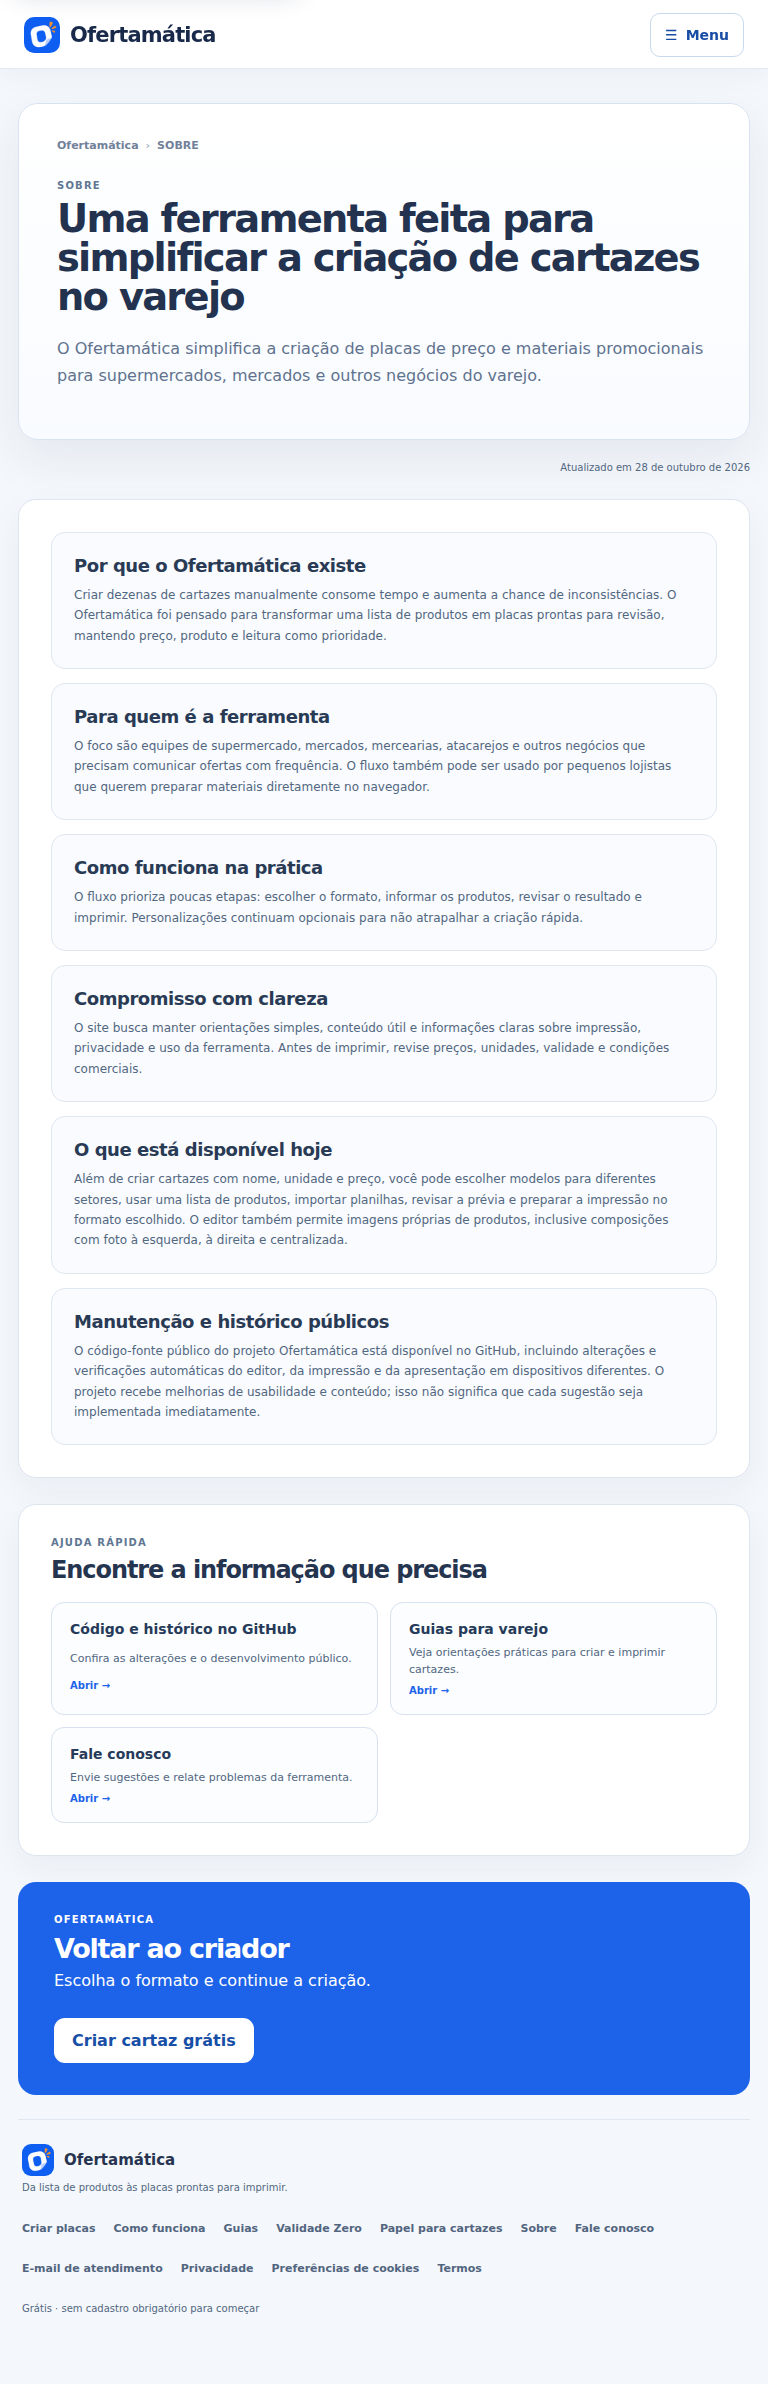 Ofertamática
☰ Menu
Ofertamática › SOBRE
SOBRE
Uma ferramenta feita para
simplificar a criação de cartazes
no varejo
O Ofertamática simplifica a criação de placas de preço e materiais promocionais
para supermercados, mercados e outros negócios do varejo.
Atualizado em 28 de outubro de 2026
Por que o Ofertamática existe
Criar dezenas de cartazes manualmente consome tempo e aumenta a chance de inconsistências. O
Ofertamática foi pensado para transformar uma lista de produtos em placas prontas para revisão,
mantendo preço, produto e leitura como prioridade.
Para quem é a ferramenta
O foco são equipes de supermercado, mercados, mercearias, atacarejos e outros negócios que
precisam comunicar ofertas com frequência. O fluxo também pode ser usado por pequenos lojistas
que querem preparar materiais diretamente no navegador.
Como funciona na prática
O fluxo prioriza poucas etapas: escolher o formato, informar os produtos, revisar o resultado e
imprimir. Personalizações continuam opcionais para não atrapalhar a criação rápida.
Compromisso com clareza
O site busca manter orientações simples, conteúdo útil e informações claras sobre impressão,
privacidade e uso da ferramenta. Antes de imprimir, revise preços, unidades, validade e condições
comerciais.
O que está disponível hoje
Além de criar cartazes com nome, unidade e preço, você pode escolher modelos para diferentes
setores, usar uma lista de produtos, importar planilhas, revisar a prévia e preparar a impressão no
formato escolhido. O editor também permite imagens próprias de produtos, inclusive composições
com foto à esquerda, à direita e centralizada.
Manutenção e histórico públicos
O código-fonte público do projeto Ofertamática está disponível no GitHub, incluindo alterações e
verificações automáticas do editor, da impressão e da apresentação em dispositivos diferentes. O
projeto recebe melhorias de usabilidade e conteúdo; isso não significa que cada sugestão seja
implementada imediatamente.
AJUDA RÁPIDA
Encontre a informação que precisa
Código e histórico no GitHub
Confira as alterações e o desenvolvimento público.
Abrir →
Guias para varejo
Veja orientações práticas para criar e imprimir
cartazes.
Abrir →
Fale conosco
Envie sugestões e relate problemas da ferramenta.
Abrir →
OFERTAMÁTICA
Voltar ao criador
Escolha o formato e continue a criação.
Criar cartaz grátis
Ofertamática
Da lista de produtos às placas prontas para imprimir.
Criar placas Como funciona Guias Validade Zero Papel para cartazes Sobre Fale conosco
E-mail de atendimento Privacidade Preferências de cookies Termos
Grátis · sem cadastro obrigatório para começar